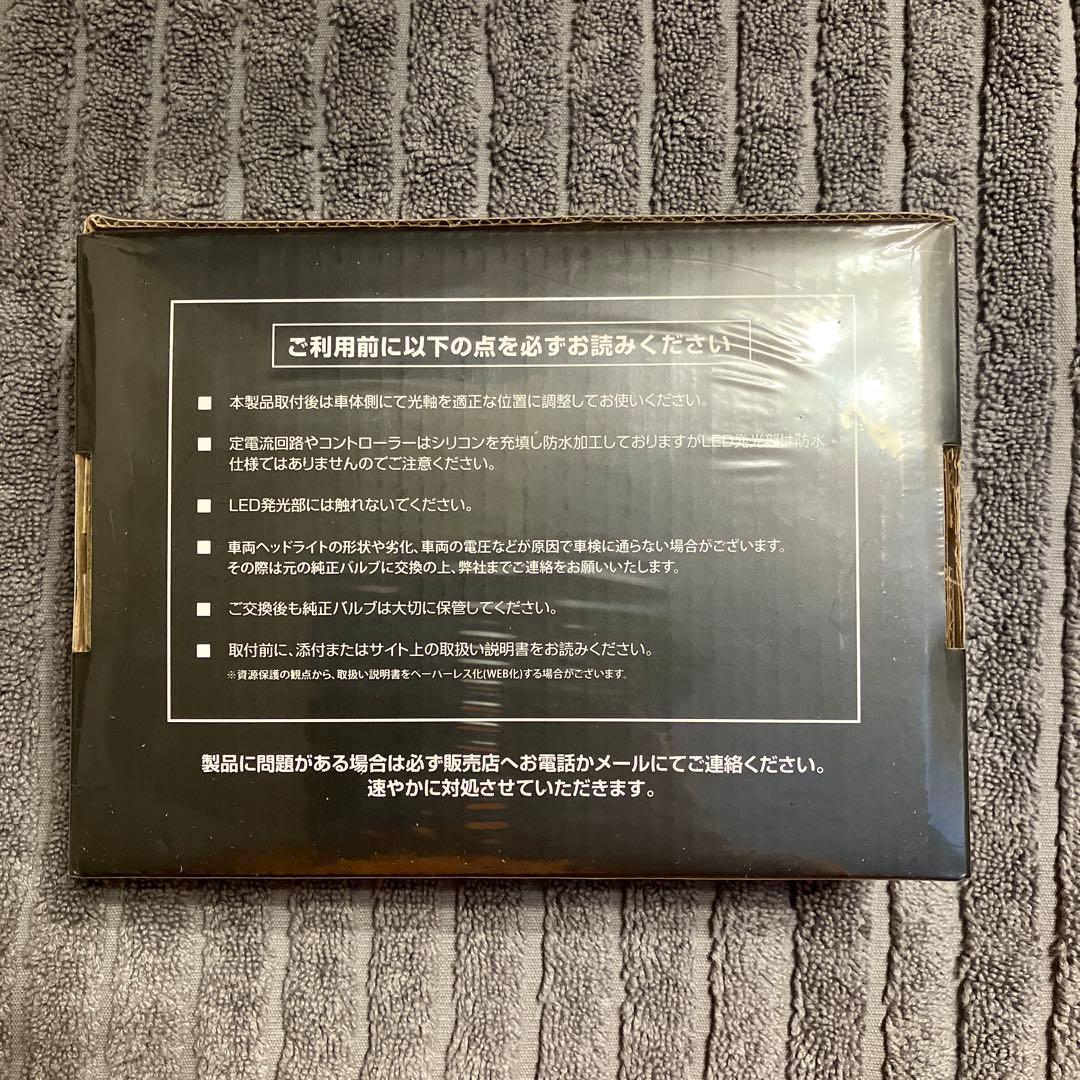 ご利用前に以下の点を必ずお読みください
■ 本製品取付後は車体側にて光軸を適正な位置に調整してお使いください。
■ 定電流回路やコントローラーはシリコンを充填し防水加工しておりますがLED発光部は防水
仕様ではありませんのでご注意ください。
■ LED発光部には触れないでください。
■ 車両ヘッドライトの形状や劣化、車両の電圧などが原因で車検に通らない場合がございます。
その際は元の純正バルブに交換の上、弊社までご連絡をお願いいたします。
■ ご交換後も純正バルブは大切に保管してください。
■ 取付前に、添付またはサイト上の取扱い説明書をお読みください。
※資源保護の観点から、取扱い説明書をペーパーレス化(WEB化)する場合がございます。
製品に問題がある場合は必ず販売店へお電話かメールにてご連絡ください。
速やかに対処させていただきます。